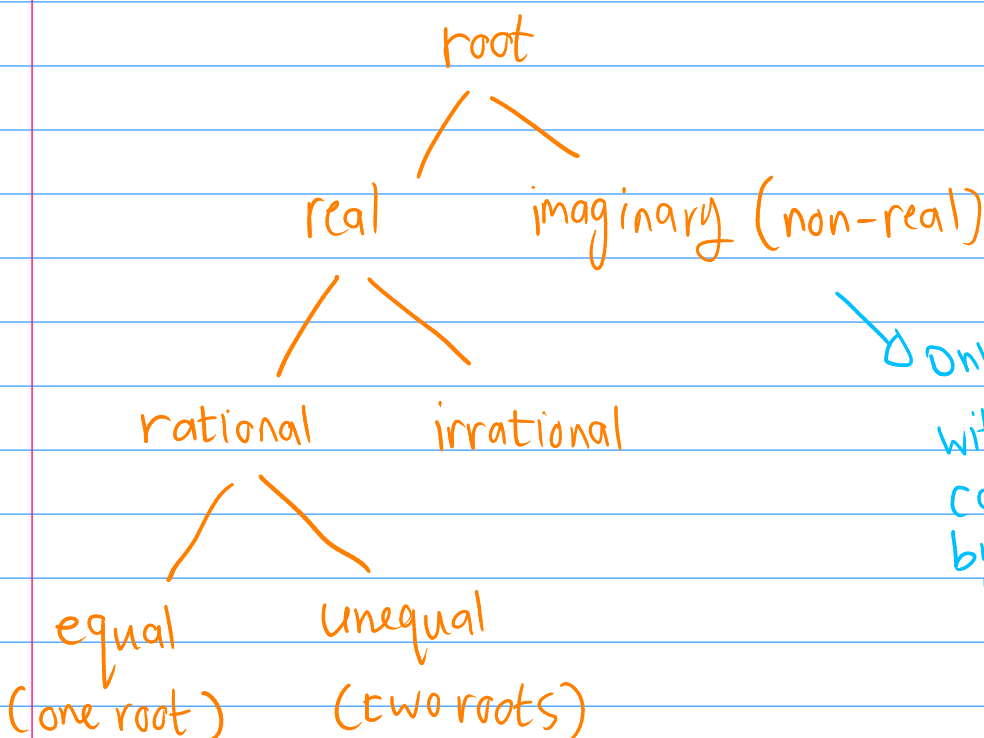 root
real imaginary (non-real)
rational irrational
equal unequal
(one root) (two roots)